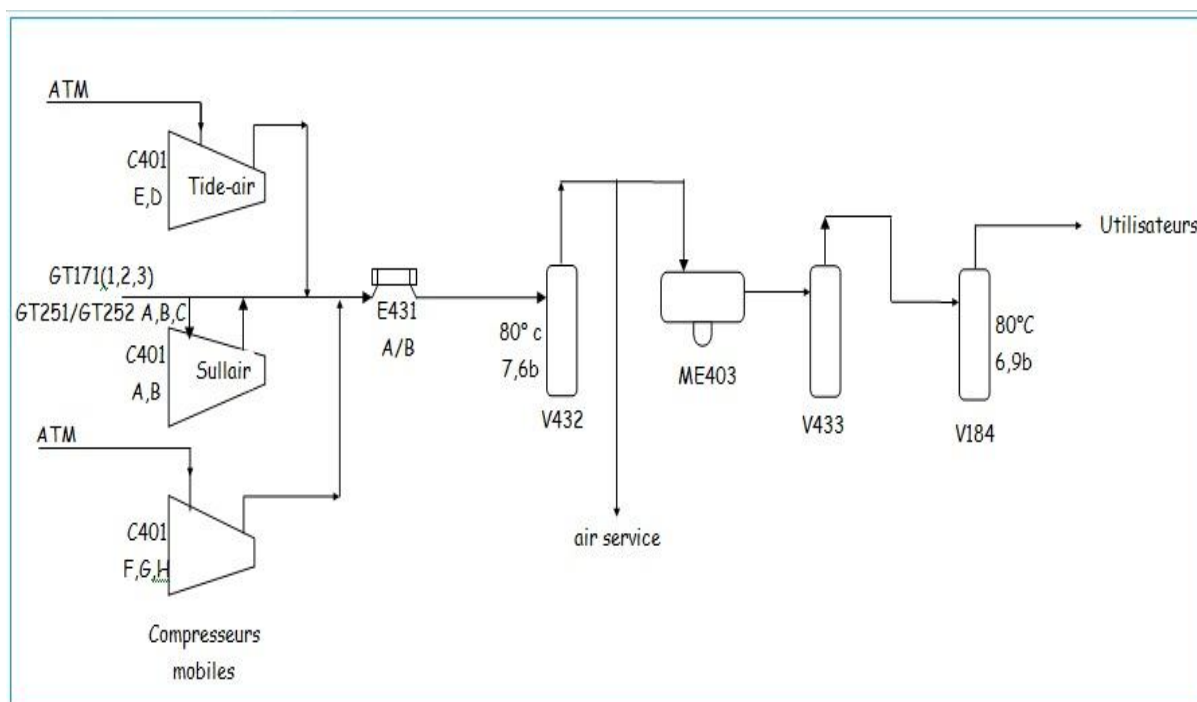 ATM
C401
E,D
Tide-air
GT171(1,2,3)
GT251/GT252 A,B,C
C401
A,B
Sullair
ATM
C401
F,G,H
Compresseurs
mobiles
E431
A/B
80° c
7,6b
V432
air service
ME403
V433
80°C
6,9b
V184
Utilisateurs